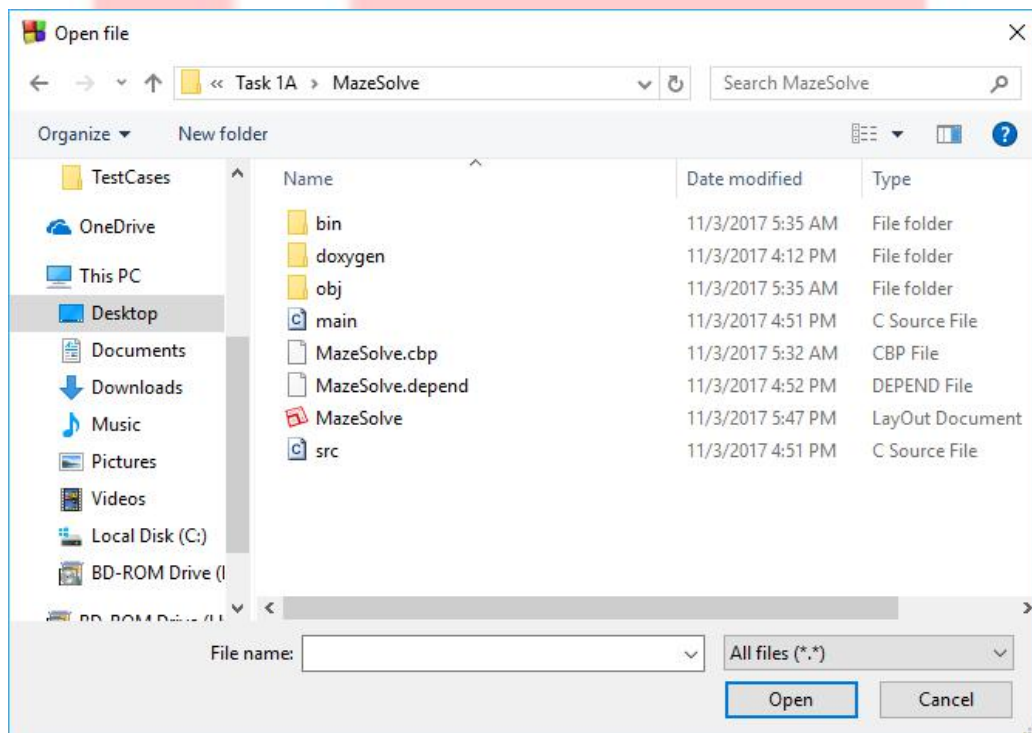 Open file
« Task 1A › MazeSolve
Search MazeSolve
Organize New folder
Name Date modified Type
TestCases
OneDrive
This PC
Desktop
Documents
Downloads
Music
Pictures
Videos
Local Disk (C:)
BD-ROM Drive (
bin 11/3/2017 5:35 AM File folder
doxygen 11/3/2017 4:12 PM File folder
obj 11/3/2017 5:35 AM File folder
main 11/3/2017 4:51 PM C Source File
MazeSolve.cbp 11/3/2017 5:32 AM CBP File
MazeSolve.depend 11/3/2017 4:52 PM DEPEND File
MazeSolve 11/3/2017 5:47 PM LayOut Document
src 11/3/2017 4:51 PM C Source File
File name: All files (*.*)
Open Cancel